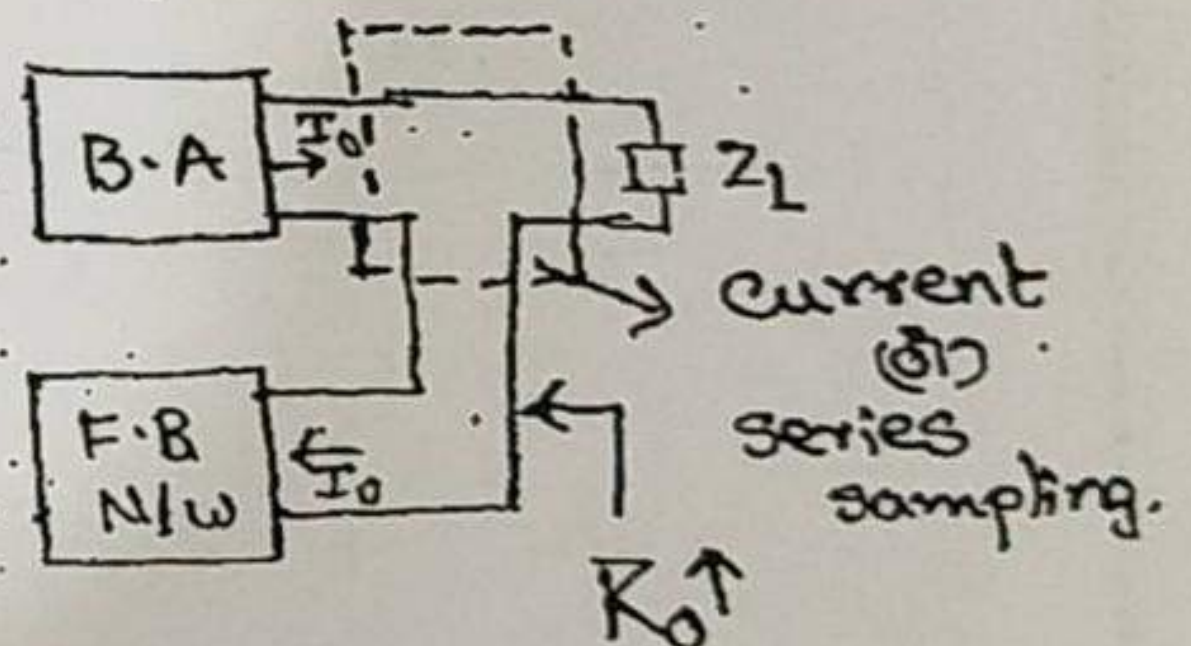 B.A
I₀
Z_L
F.B
N/W
I₀
current
(or)
series
sampling.
R₀↑